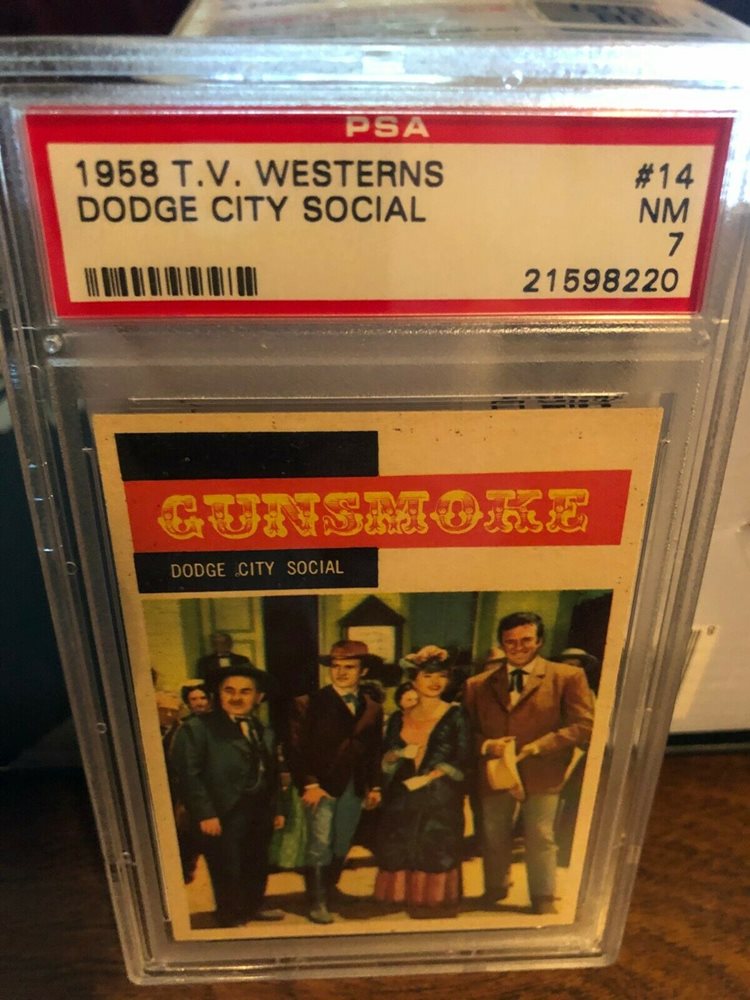 PSA
1958 T.V. WESTERNS #14
DODGE CITY SOCIAL NM
7
21598220
GUNSMOKE
DODGE CITY SOCIAL